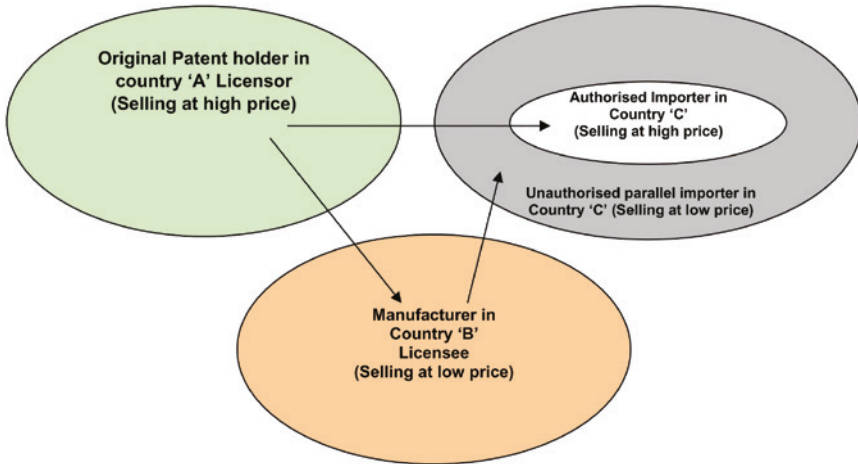 Original Patent holder in
country ‘A’ Licensor
(Selling at high price)
Authorised Importer in
Country ‘C’
(Selling at high price)
Unauthorised parallel importer in
Country ‘C’ (Selling at low price)
Manufacturer in
Country ‘B’
Licensee
(Selling at low price)